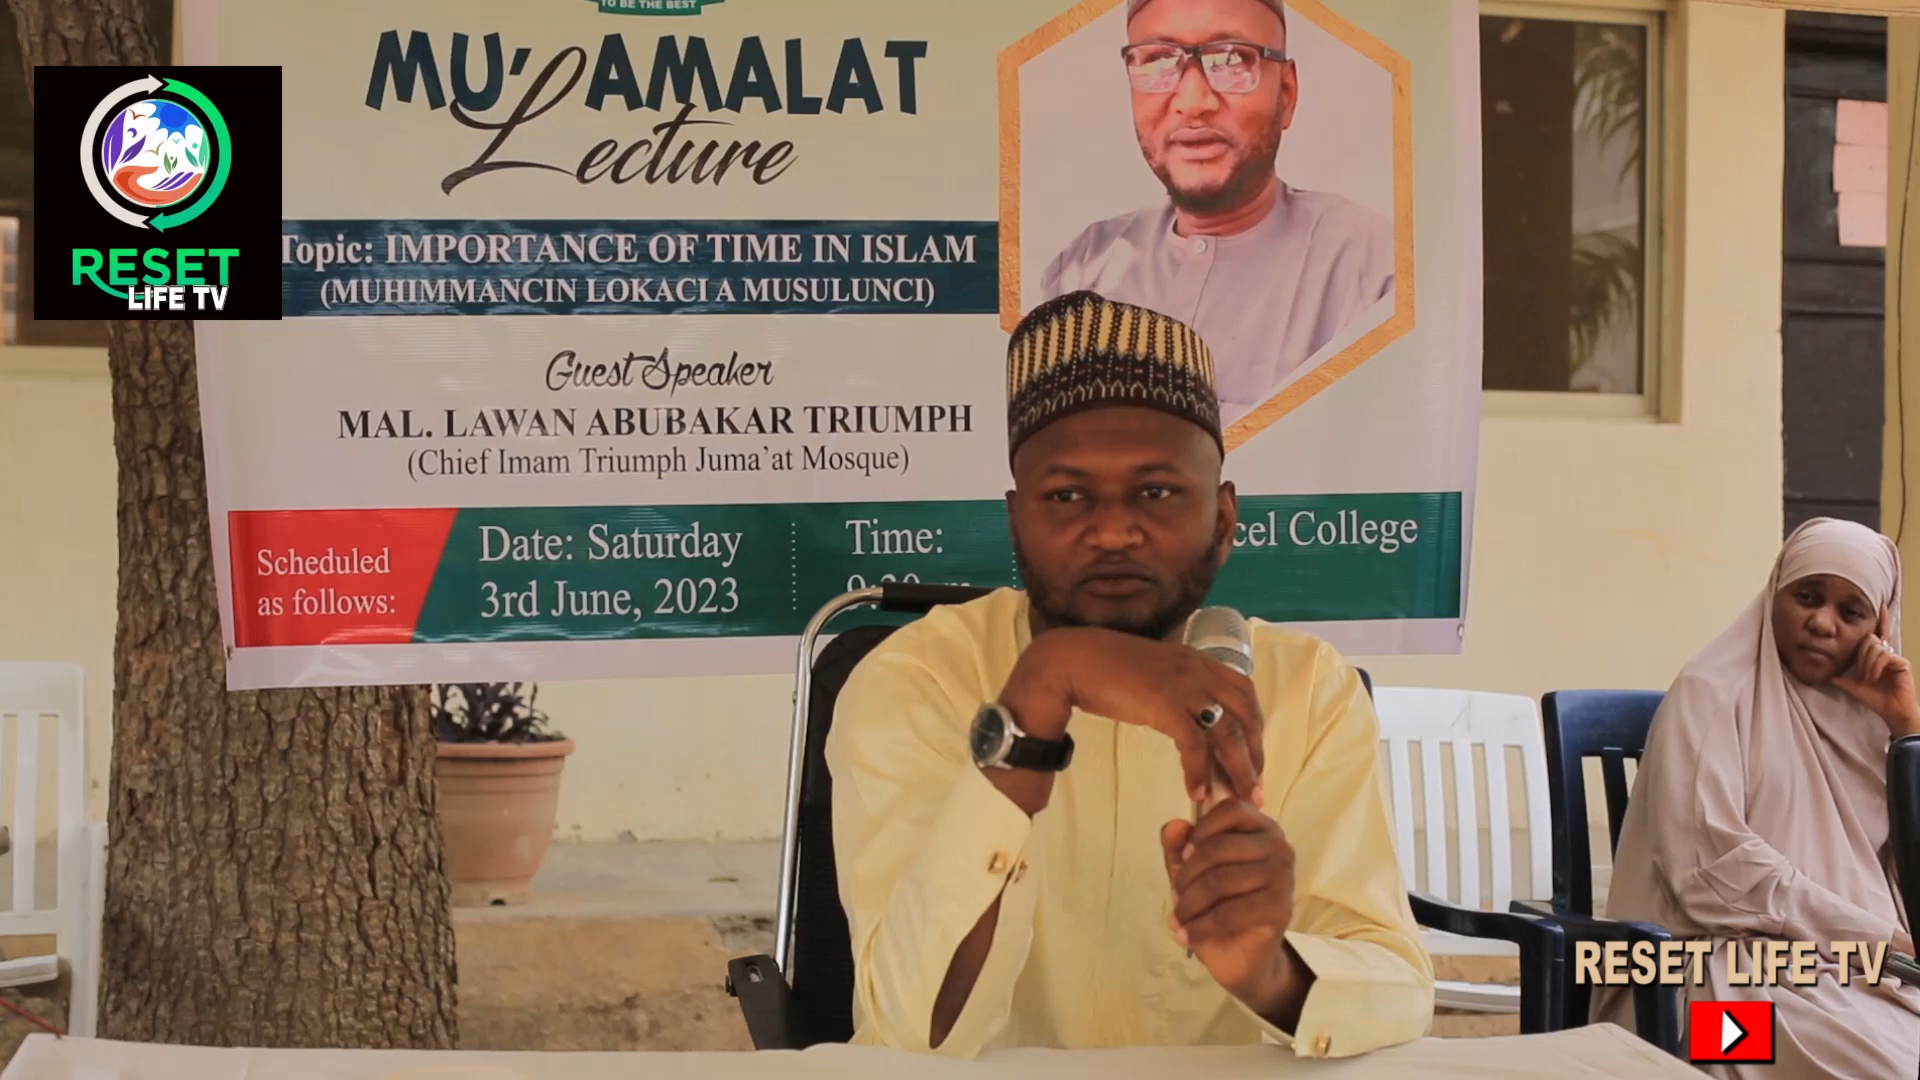 TO BE THE BEST
MU'AMALAT
Lecture
Topic: IMPORTANCE OF TIME IN ISLAM
(MUHIMMANCIN LOKACI A MUSULUNCI)
Guest Speaker
MAL. LAWAN ABUBAKAR TRIUMPH
(Chief Imam Triumph Juma'at Mosque)
Scheduled
as follows:
Date: Saturday
3rd June, 2023
Time:
College
RESET
LIFE TV
RESET LIFE TV